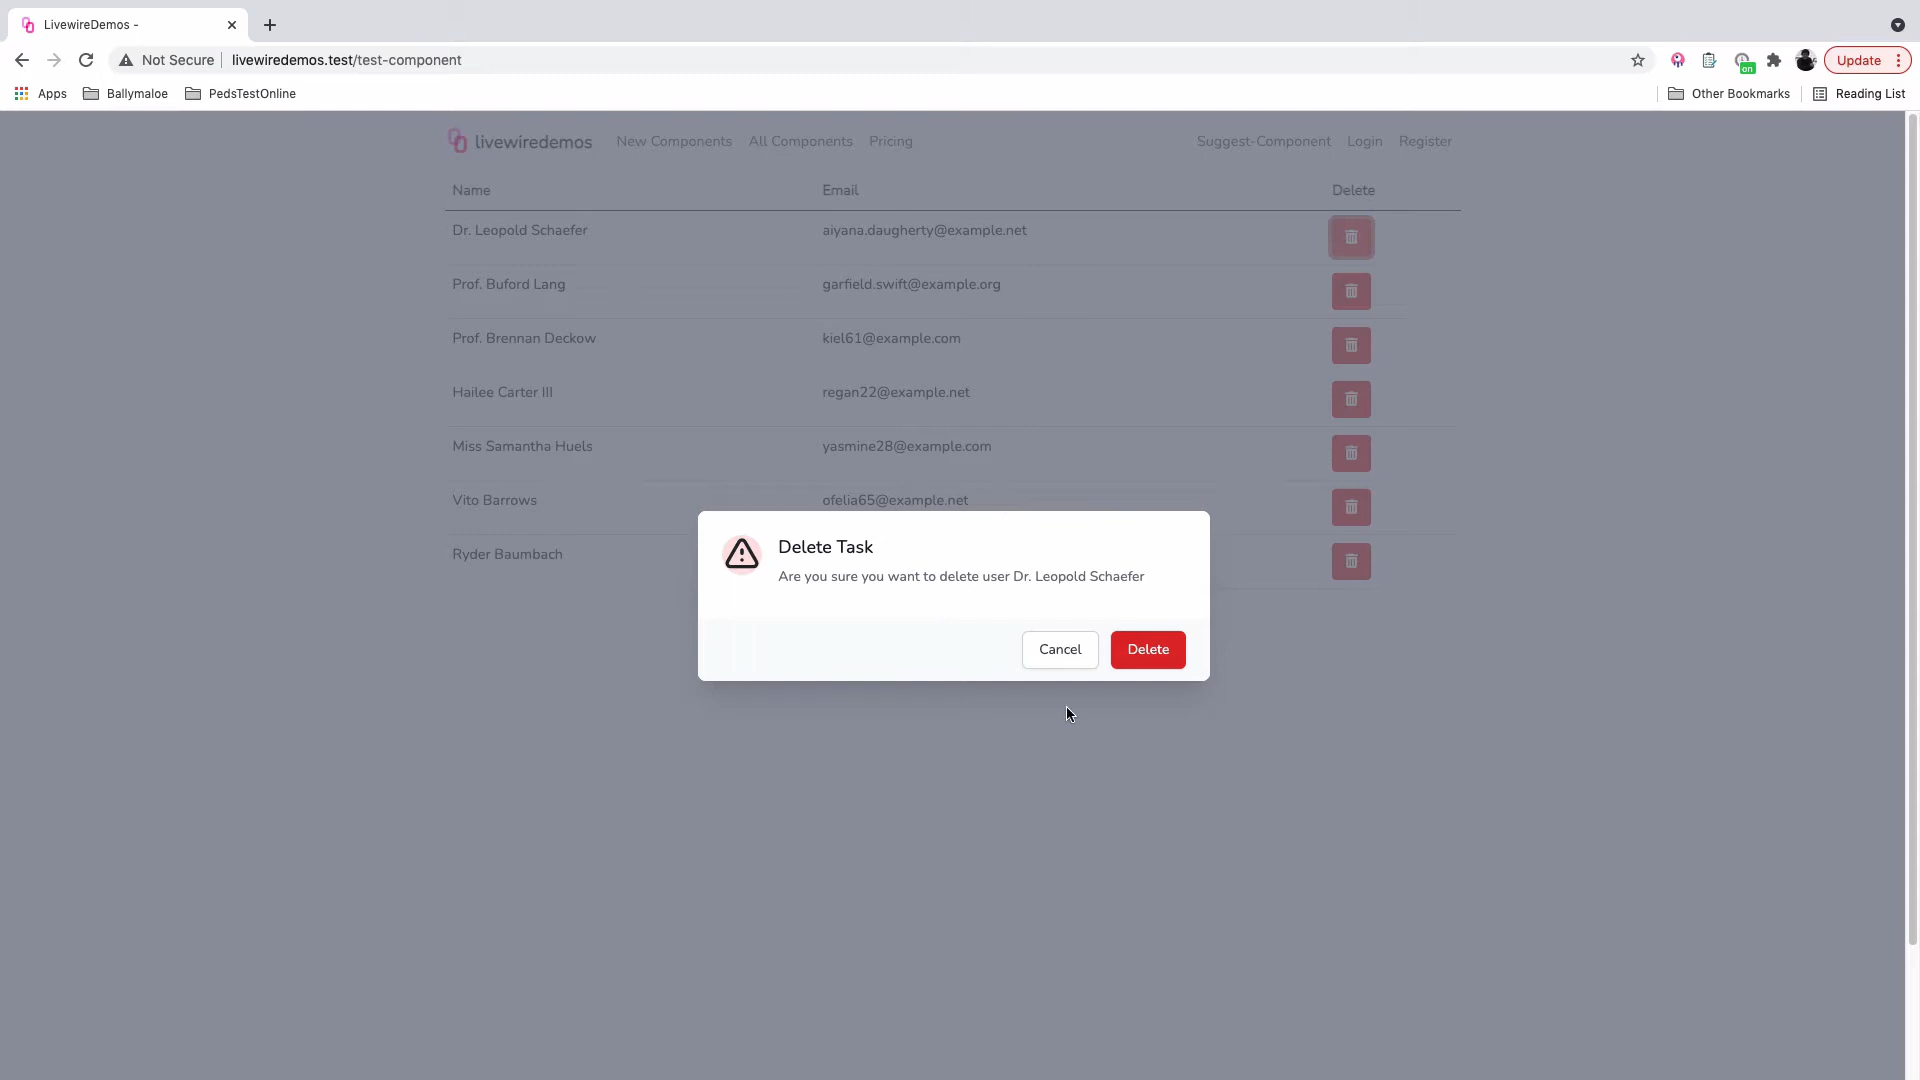 LivewireDemos -
Not Secure livewiredemos.test/test-component
on
Update
Apps Ballymaloe PedsTestOnline Other Bookmarks Reading List
livewiredemos New Components All Components Pricing Suggest-Component Login Register
Name Email Delete
Dr. Leopold Schaefer aiyana.daugherty@example.net
Prof. Buford Lang garfield.swift@example.org
Prof. Brennan Deckow kiel61@example.com
Hailee Carter III regan22@example.net
Miss Samantha Huels yasmine28@example.com
Vito Barrows ofelia65@example.net
Ryder Baumbach
Delete Task
Are you sure you want to delete user Dr. Leopold Schaefer
Cancel Delete